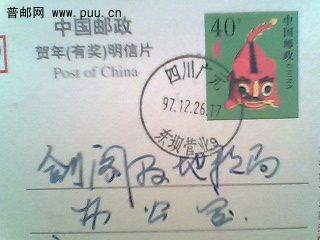 普邮网
www.puu.cn
中国邮政
贺年(有奖)明信片
Post of China
40分
中国邮政
CHINA
四川广元
97.12.26.17
东坝营业9
剑阁 地税局
办公室